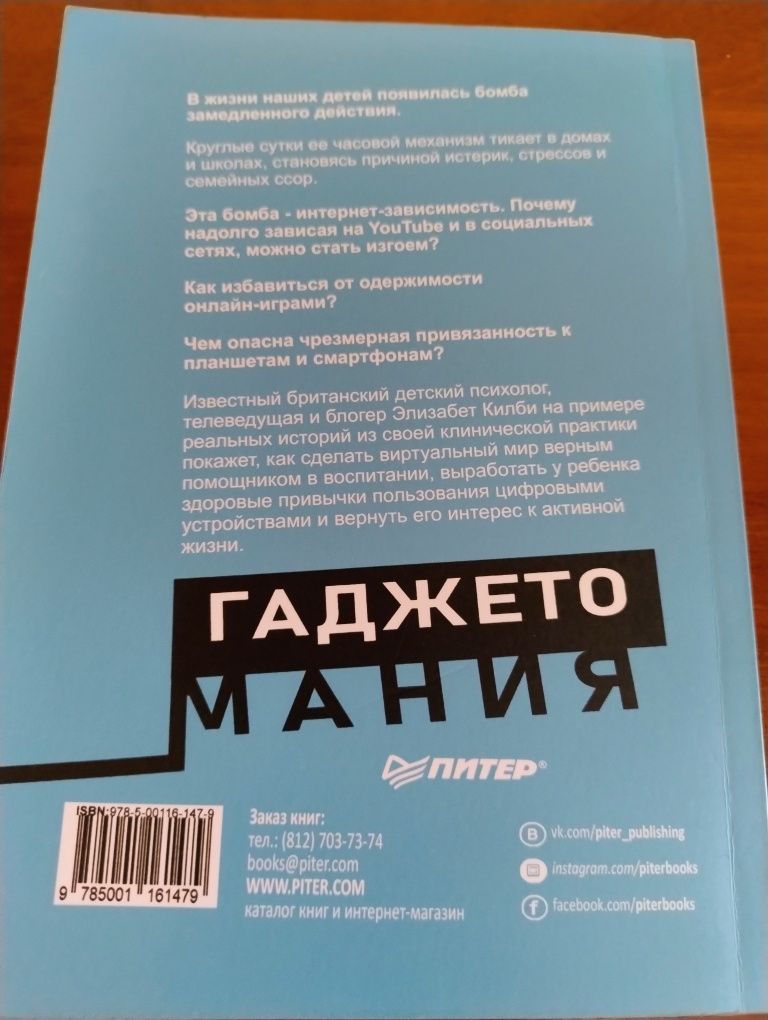 В жизни наших детей появилась бомба
замедленного действия.
Круглые сутки ее часовой механизм тикает в домах
и школах, становясь причиной истерик, стрессов и
семейных ссор.
Эта бомба - интернет-зависимость. Почему
надолго зависая на YouTube и в социальных
сетях, можно стать изгоем?
Как избавиться от одержимости
онлайн-играми?
Чем опасна чрезмерная привязанность к
планшетам и смартфонам?
Известный британский детский психолог,
телеведущая и блогер Элизабет Килби на примере
реальных историй из своей клинической практики
покажет, как сделать виртуальный мир верным
помощником в воспитании, выработать у ребенка
здоровые привычки пользования цифровыми
устройствами и вернуть его интерес к активной
жизни.
ГАДЖЕТО
МАНИЯ
ПИТЕР®
ISBN:978-5-00116-147-9
9 785001 161479
Заказ книг:
тел.: (812) 703-73-74
books@piter.com
WWW.PITER.COM
каталог книг и интернет-магазин
B vk.com/piter_publishing
instagram.com/piterbooks
f facebook.com/piterbooks